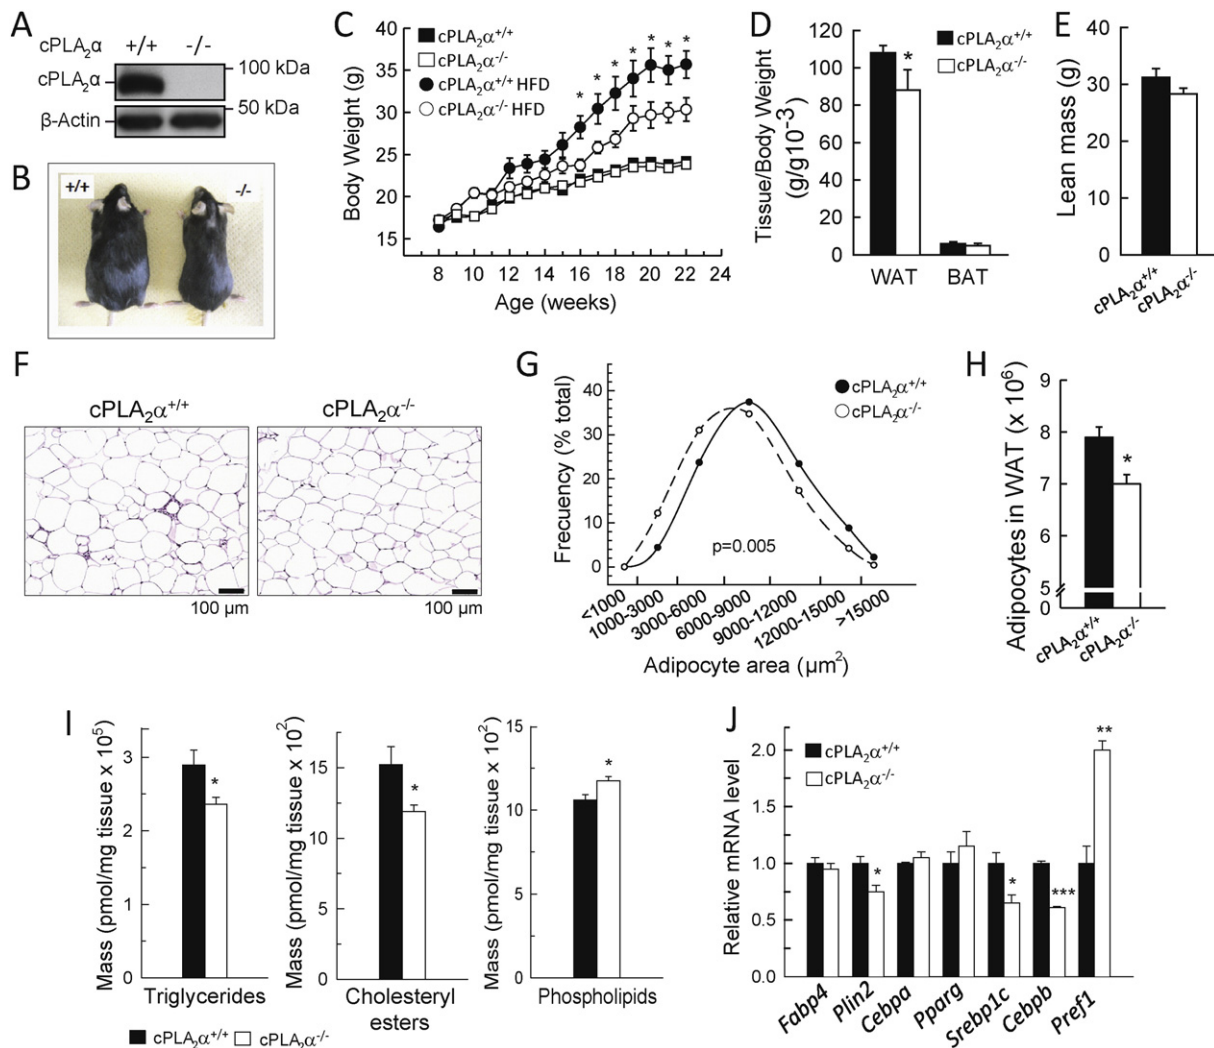 A
cPLA₂α +/+ -/-
cPLA₂α
100 kDa
50 kDa
β-Actin
B
+/+
-/-
C
Body Weight (g)
40
35
30
25
20
15
cPLA₂α⁺/⁺
cPLA₂α⁻/⁻
cPLA₂α⁺/⁺ HFD
cPLA₂α⁻/⁻ HFD
* * * * * * *
6 8 10 12 14 16 18 20 22 24
Age (weeks)
D
Tissue/Body Weight
(g/g10⁻³)
120
100
80
60
40
20
0
*
cPLA₂α⁺/⁺
cPLA₂α⁻/⁻
WAT BAT
E
Lean mass (g)
40
30
20
10
0
cPLA₂α⁺/⁺
cPLA₂α⁻/⁻
F
cPLA₂α⁺/⁺ cPLA₂α⁻/⁻
100 µm 100 µm
G
Frecuency (% total)
40
30
20
10
0
cPLA₂α⁺/⁺
cPLA₂α⁻/⁻
p=0.005
<1000
1000-3000
3000-6000
6000-9000
9000-12000
12000-15000
>15000
Adipocyte area (µm²)
H
Adipocytes in WAT (x 10⁶)
9
8
7
6
5
0
*
cPLA₂α⁺/⁺
cPLA₂α⁻/⁻
I
Mass (pmol/mg tissue x 10⁵)
3
2
1
0
*
Triglycerides
Mass (pmol/mg tissue x 10²)
15
10
5
0
*
Cholesteryl
esters
Mass (pmol/mg tissue x 10²)
15
10
5
0
*
Phospholipids
cPLA₂α⁺/⁺ cPLA₂α⁻/⁻
J
Relative mRNA level
2.0
1.5
1.0
0.5
0.0
cPLA₂α⁺/⁺
cPLA₂α⁻/⁻
* * *** **
Fabp4
Plin2
Cebpa
Pparg
Srebp1c
Cebpb
Pref1